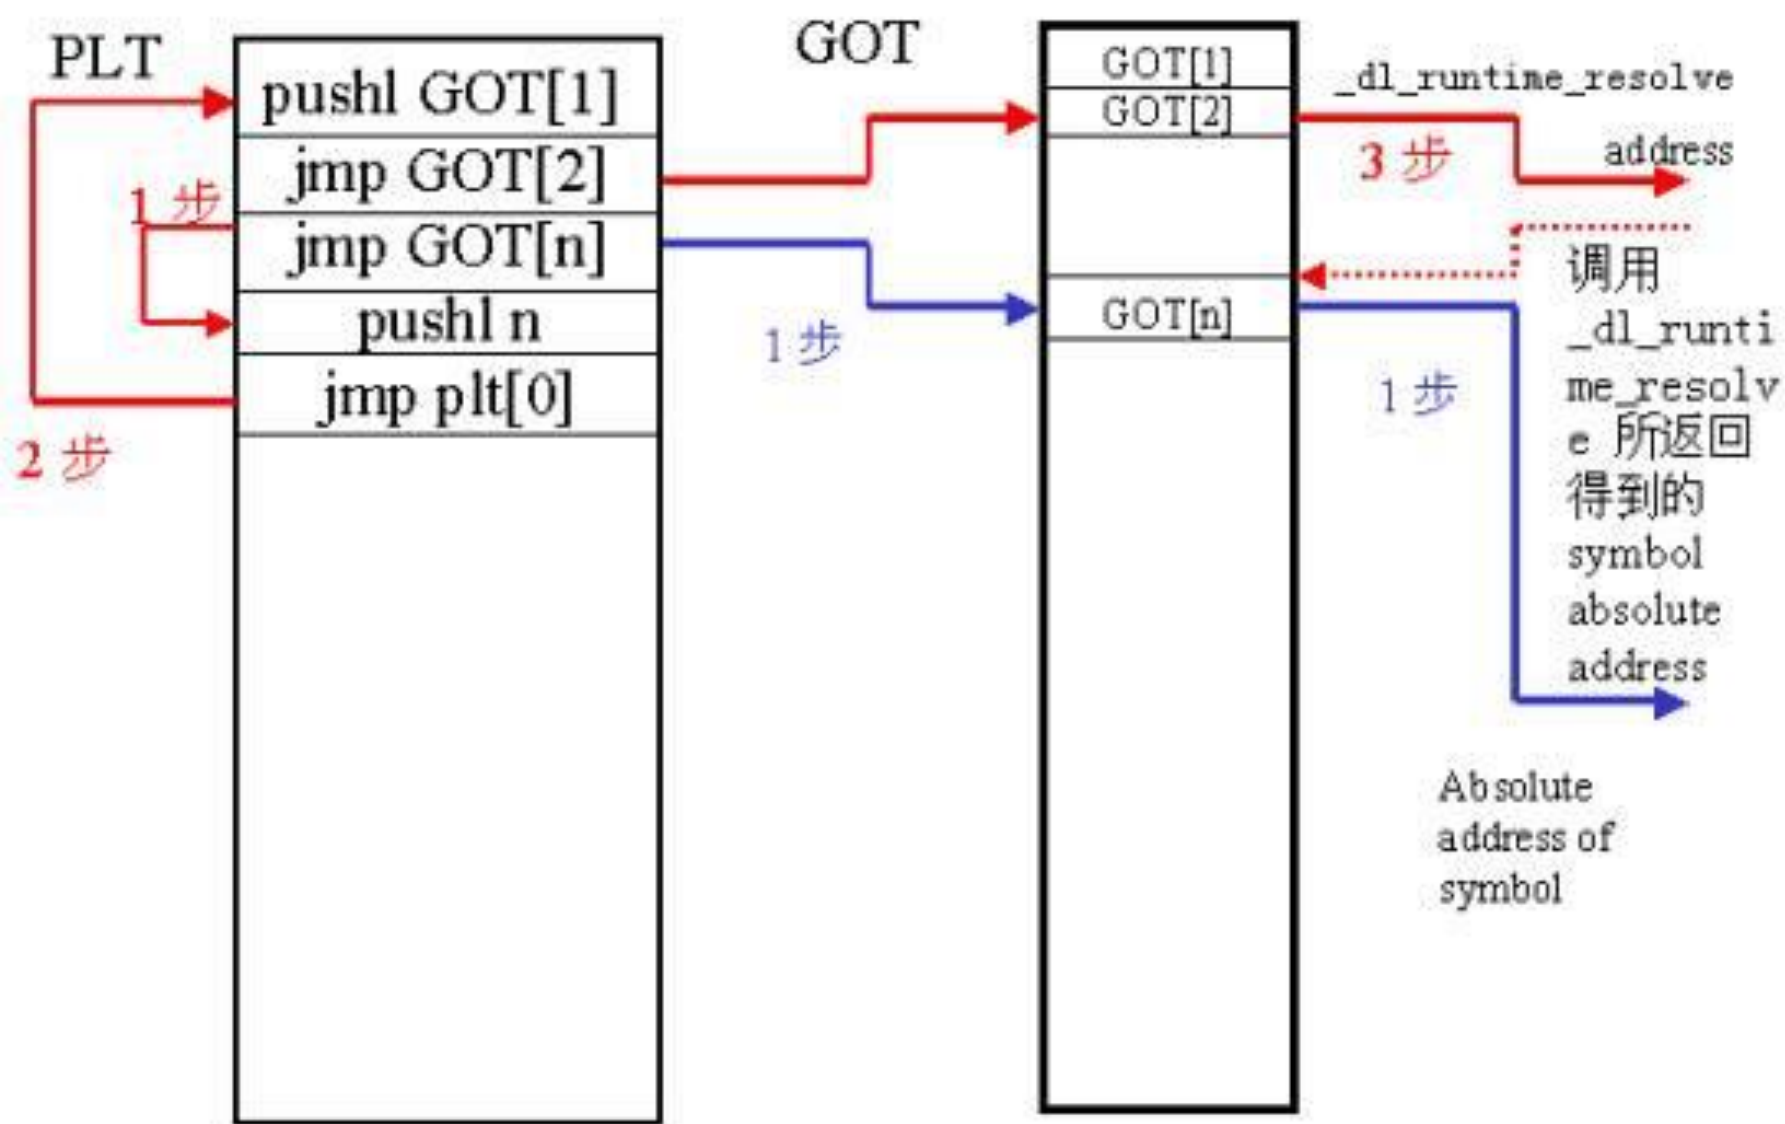 PLT
pushl GOT[1]
jmp GOT[2]
jmp GOT[n]
pushl n
jmp plt[0]
1 步
2 步
GOT
GOT[1]
GOT[2]
GOT[n]
1 步
_dl_runtime_resolve
address
3 步
1 步
调用
_dl_runti
me_resolv
e 所返回
得到的
symbol
absolute
address
Absolute
address of
symbol